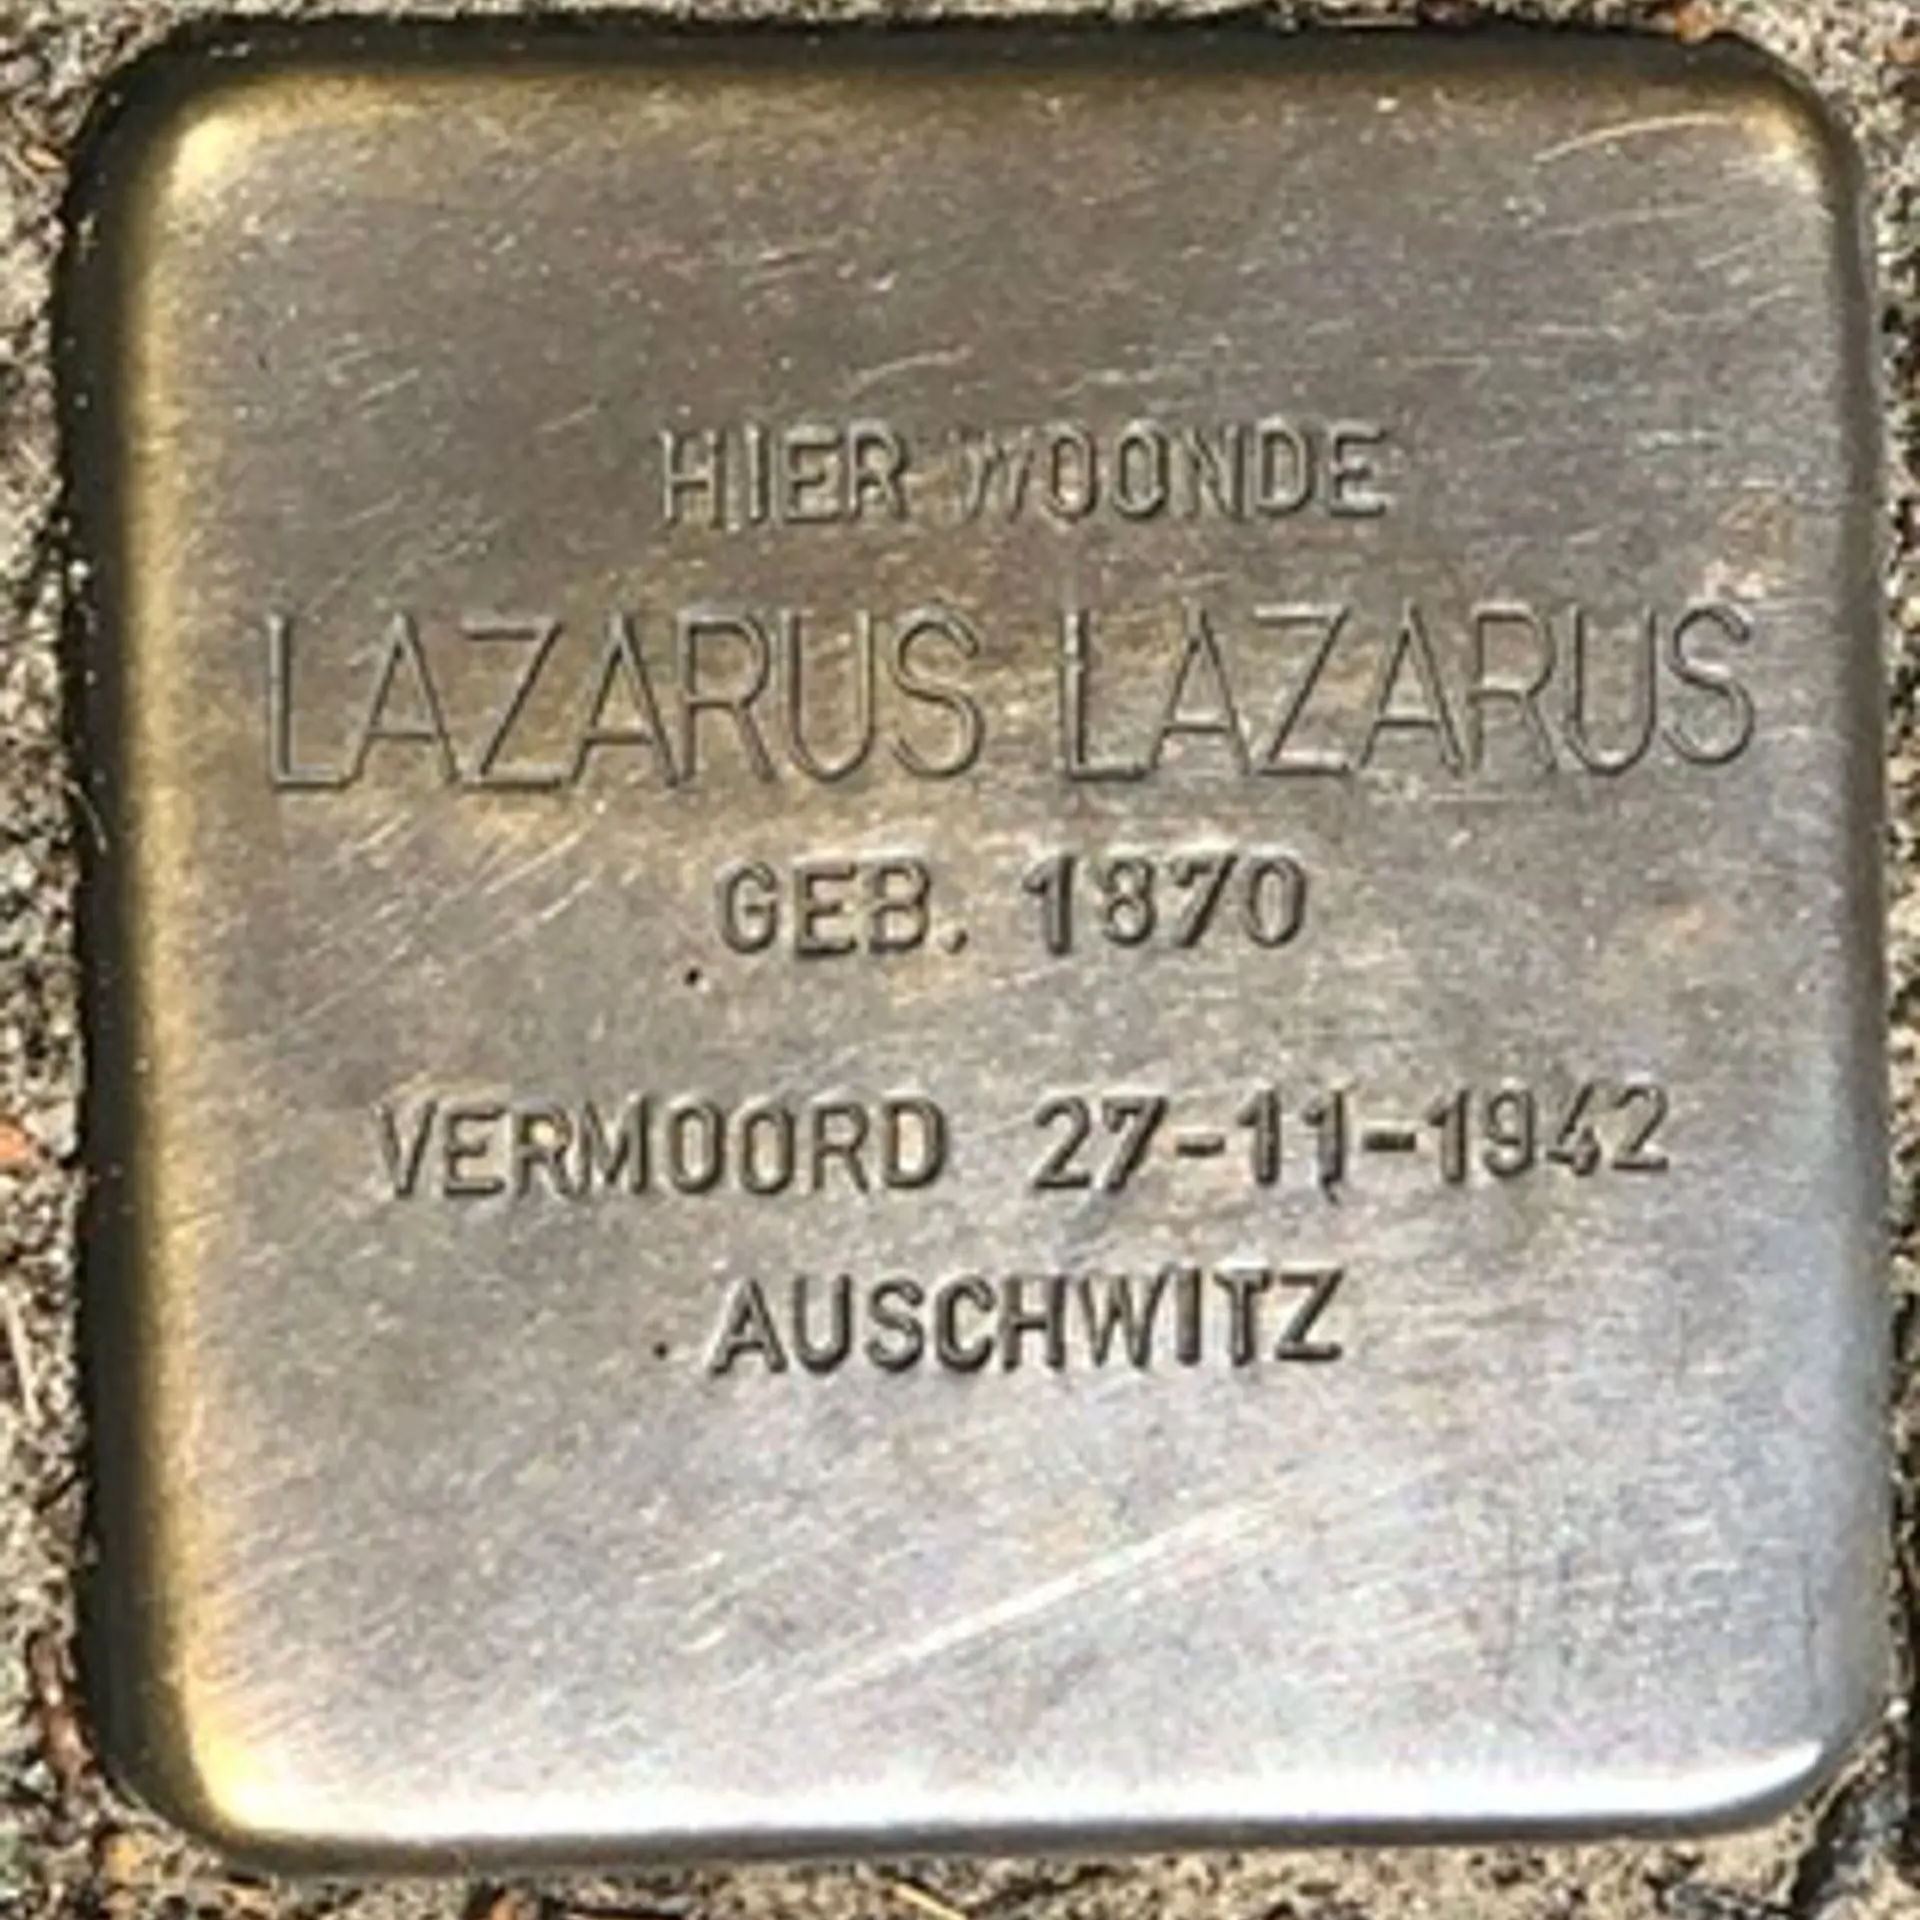 HIER WOONDE
LAZARUS LAZARUS
GEB. 1870
VERMOORD 27-11-1942
AUSCHWITZ